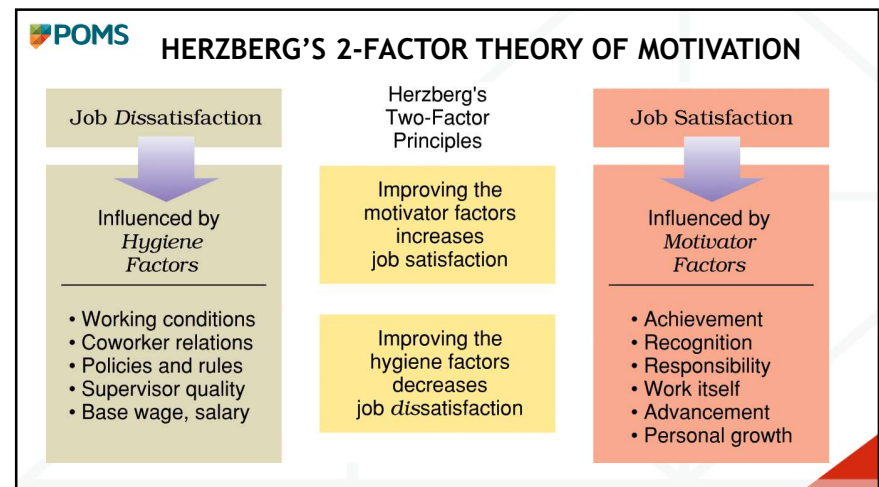 POMS
HERZBERG'S 2-FACTOR THEORY OF MOTIVATION
Job Dissatisfaction
Influenced by
Hygiene
Factors
• Working conditions
• Coworker relations
• Policies and rules
• Supervisor quality
• Base wage, salary
Herzberg's
Two-Factor
Principles
Improving the
motivator factors
increases
job satisfaction
Improving the
hygiene factors
decreases
job dissatisfaction
Job Satisfaction
Influenced by
Motivator
Factors
• Achievement
• Recognition
• Responsibility
• Work itself
• Advancement
• Personal growth